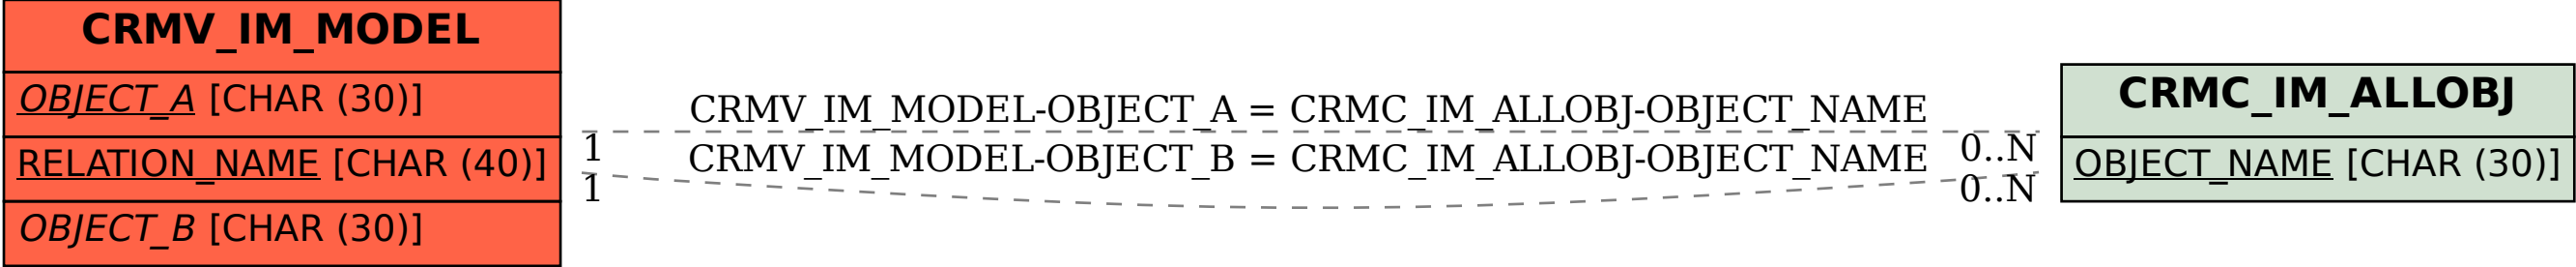 CRMV_IM_MODEL
OBJECT_A [CHAR (30)]
RELATION_NAME [CHAR (40)]
OBJECT_B [CHAR (30)]
CRMV_IM_MODEL-OBJECT_A = CRMC_IM_ALLOBJ-OBJECT_NAME
1
0..N
CRMV_IM_MODEL-OBJECT_B = CRMC_IM_ALLOBJ-OBJECT_NAME
1
0..N
CRMC_IM_ALLOBJ
OBJECT_NAME [CHAR (30)]